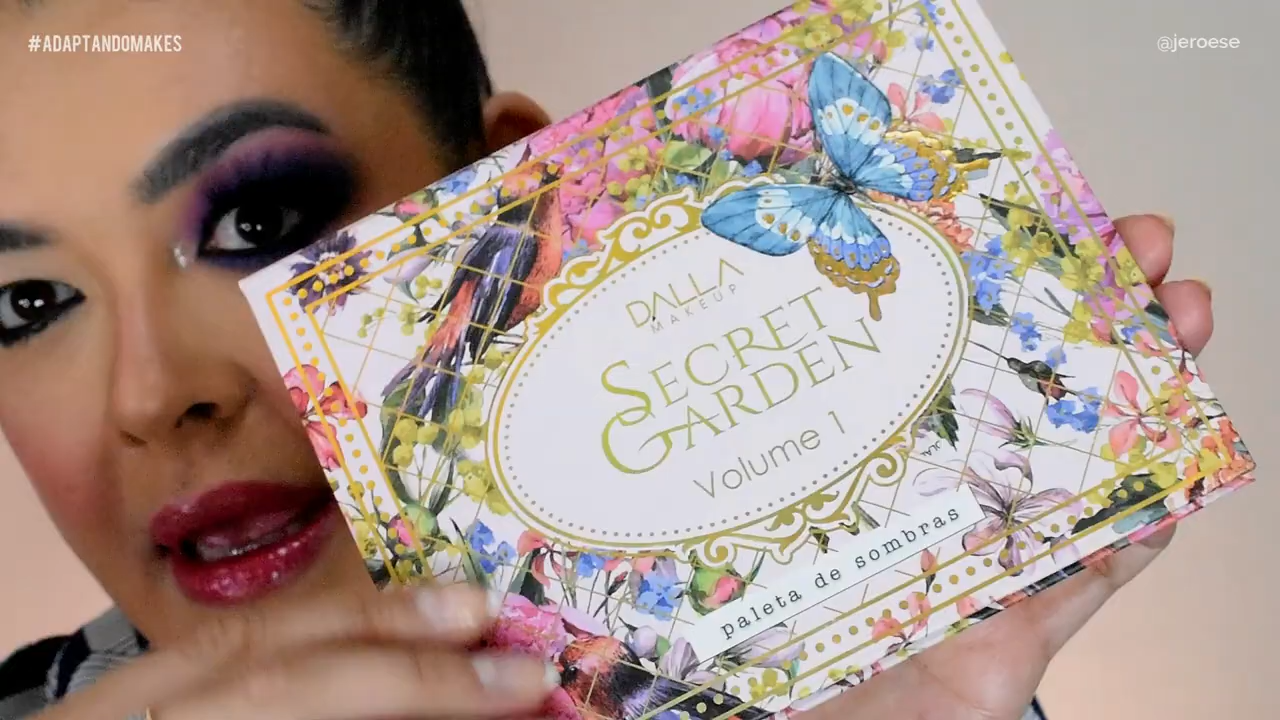 #ADAPTANDOMAKES
@jeroese
DALLA
MAKEUP
SECRET
GARDEN
Volume 1
paleta de sombras